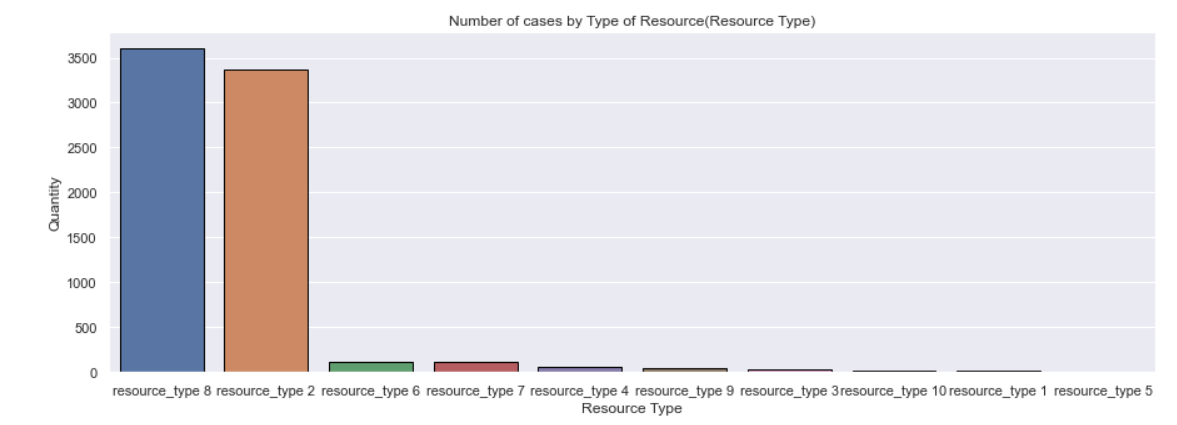 Number of cases by Type of Resource(Resource Type)
3500
3000
2500
2000
1500
1000
500
0
Quantity
resource_type 8 resource_type 2 resource_type 6 resource_type 7 resource_type 4 resource_type 9 resource_type 3 resource_type 10 resource_type 1 resource_type 5
Resource Type